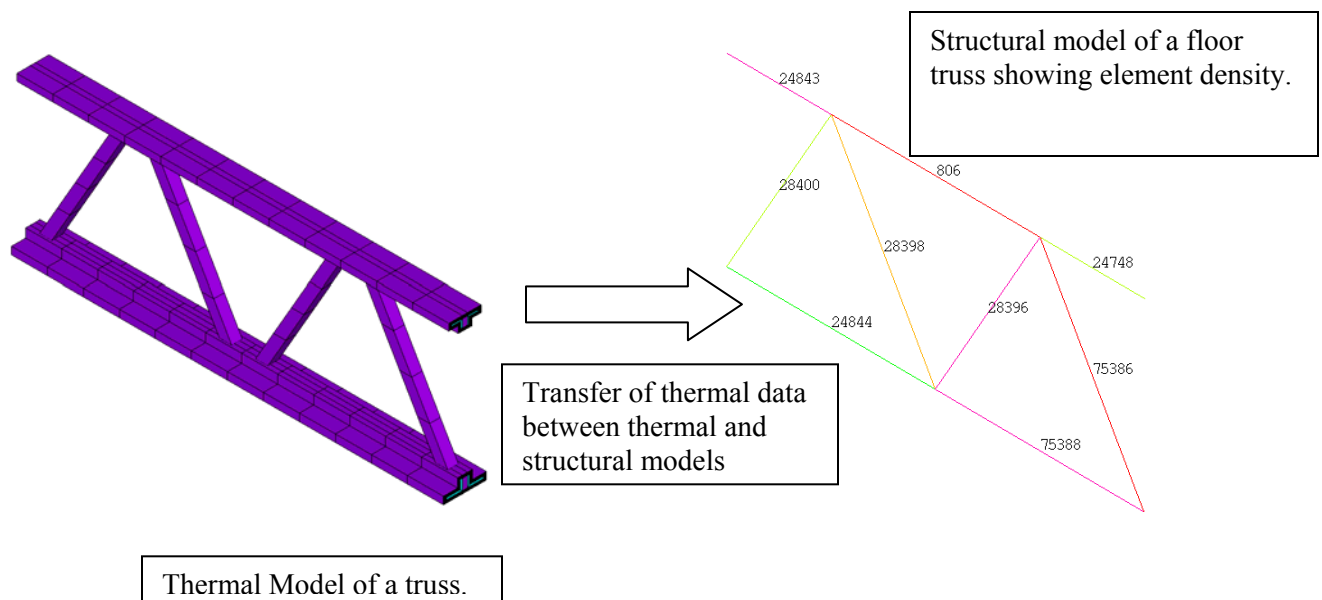 Structural model of a floor
truss showing element density.
24843
28400
806
28398
24748
28396
24844
75386
75388
Transfer of thermal data
between thermal and
structural models
Thermal Model of a truss.